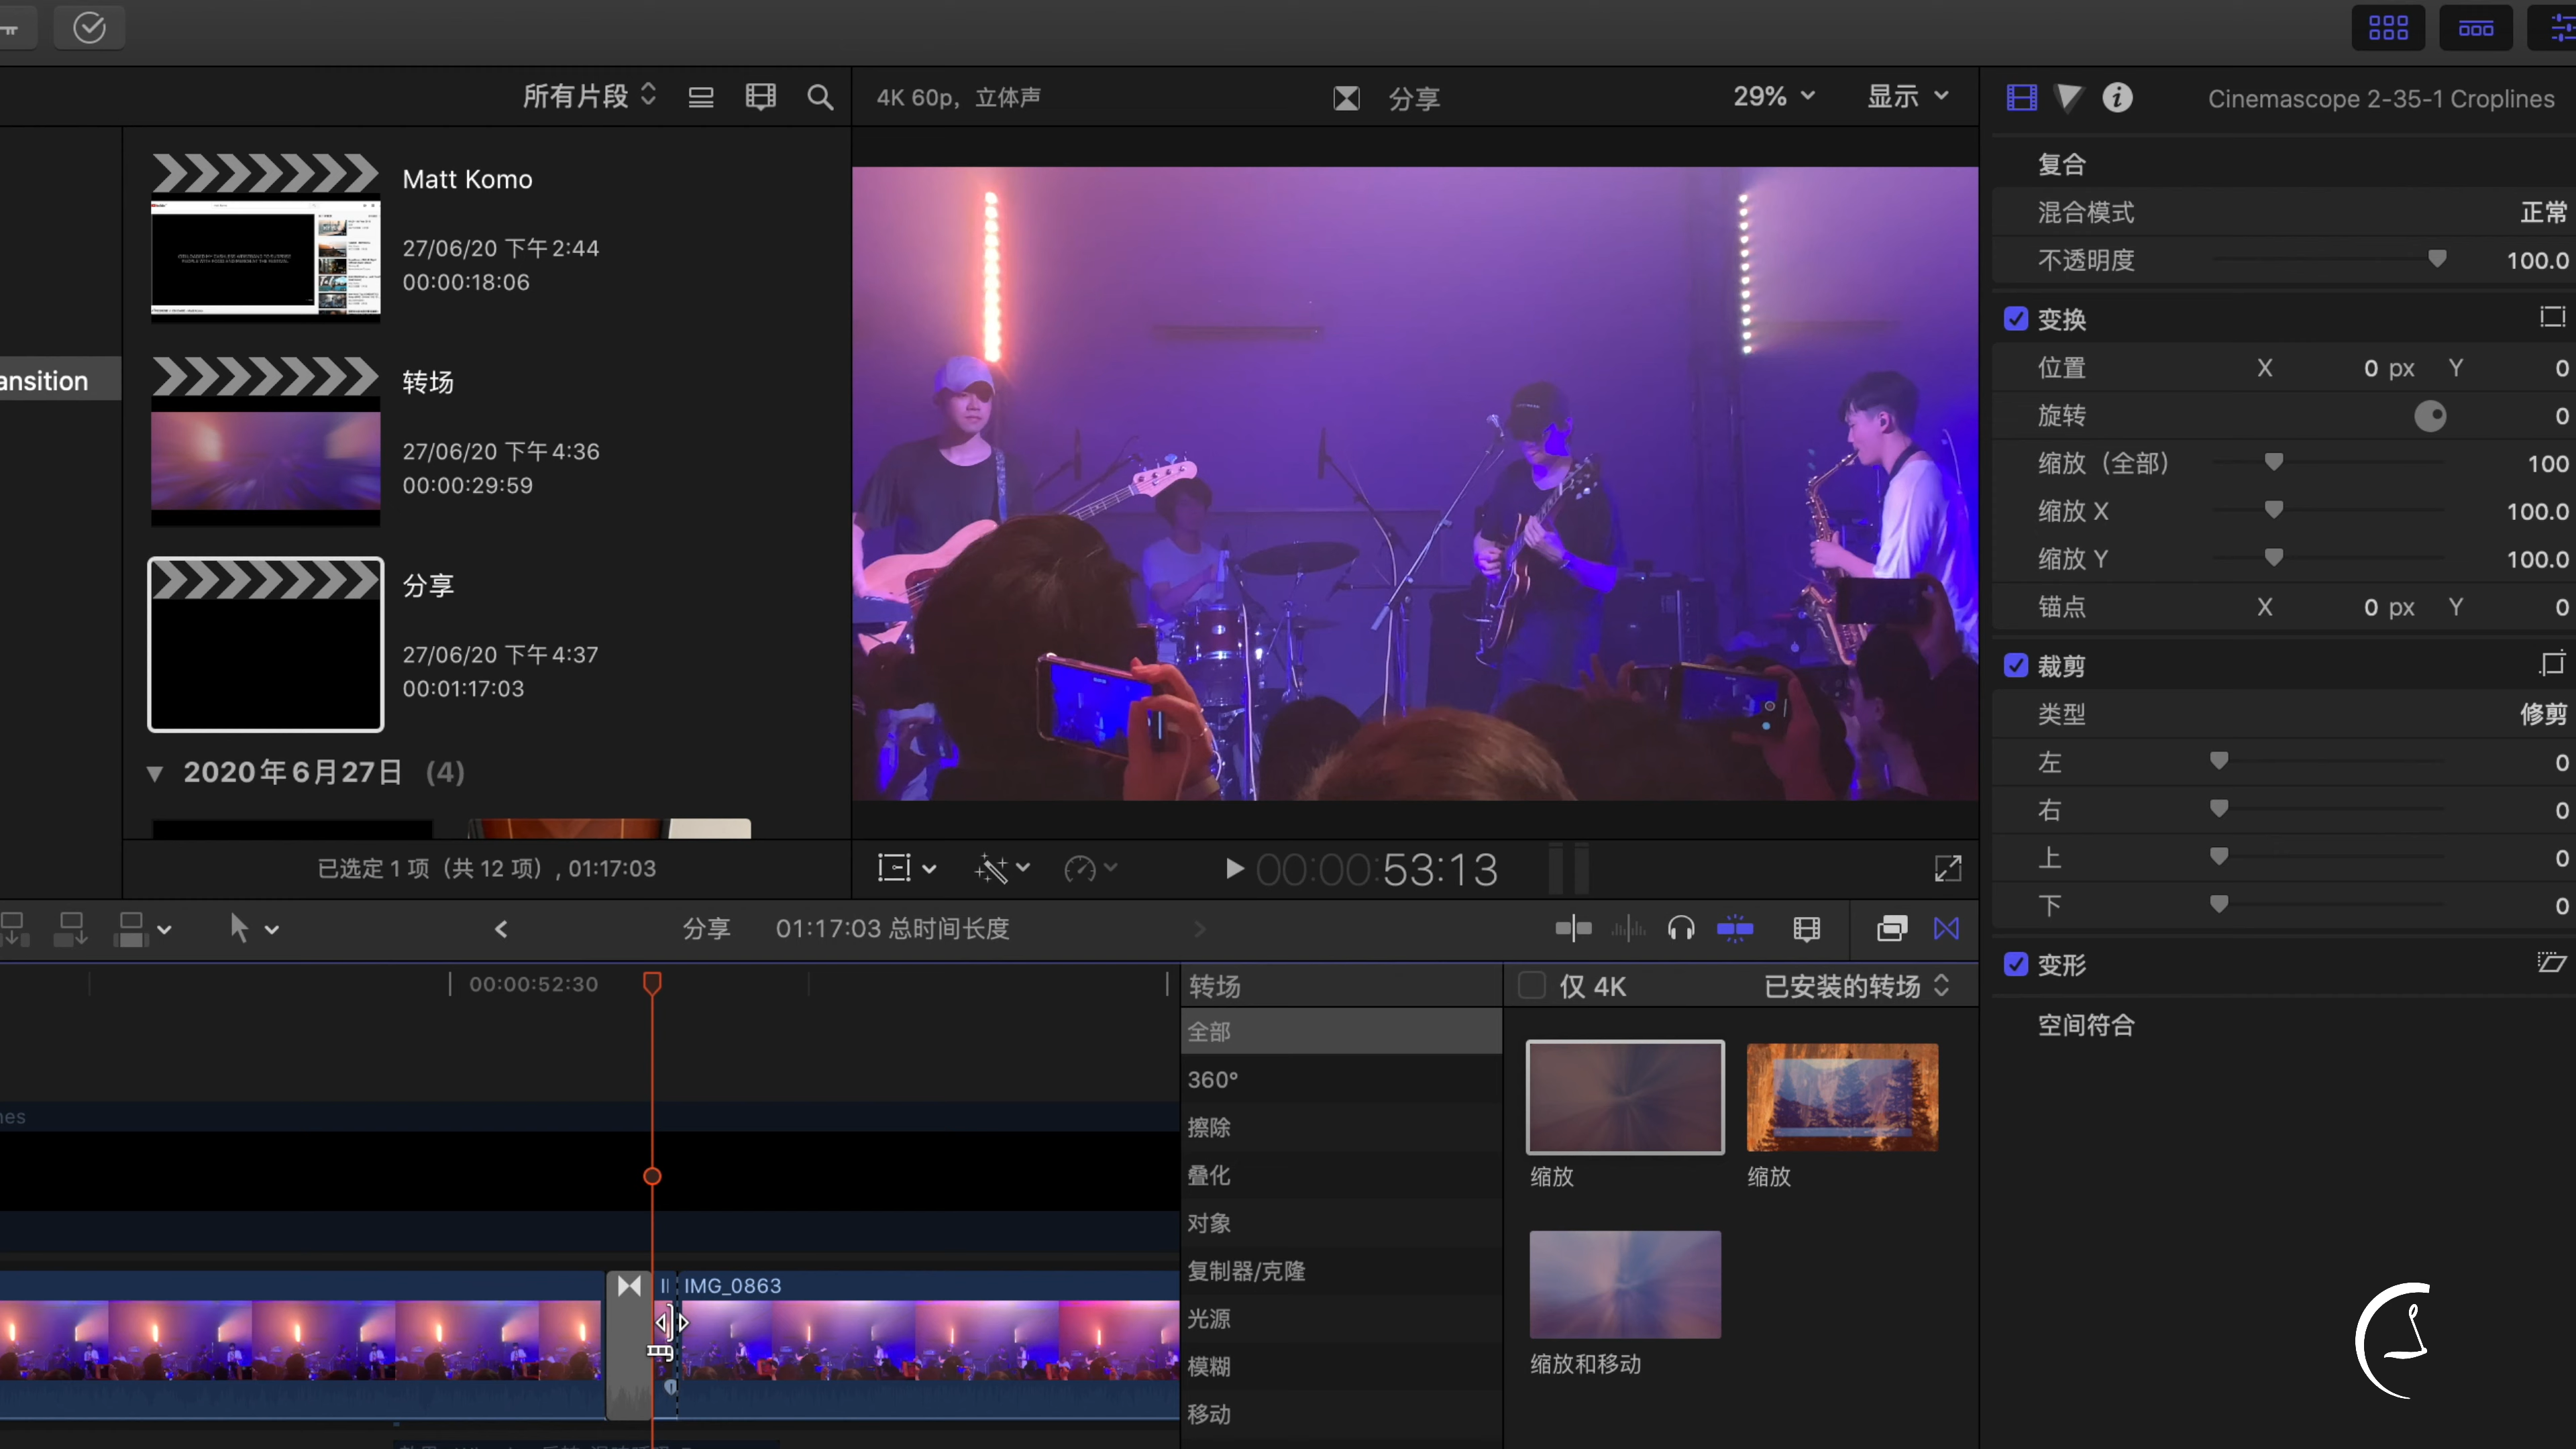 所有片段
4K 60p，立体声
分享
29%
显示
Cinemascope 2-35-1 Croplines
Matt Komo
27/06/20 下午2:44
00:00:18:06
ansition
转场
27/06/20 下午4:36
00:00:29:59
分享
27/06/20 下午4:37
00:01:17:03
2020年6月27日 (4)
已选定 1 项（共 12 项）, 01:17:03
00:00:53:13
复合
混合模式 正常
不透明度 100.0
变换
位置 X 0 px Y 0
旋转 0
缩放（全部） 100
缩放 X 100.0
缩放 Y 100.0
锚点 X 0 px Y 0
裁剪
类型 修剪
左 0
右 0
上 0
下 0
变形
空间符合
分享 01:17:03 总时间长度
00:00:52:30
nes
IMG_0863
转场
仅 4K
已安装的转场
全部
360°
擦除
叠化
对象
复制器/克隆
光源
模糊
移动
缩放
缩放
缩放和移动